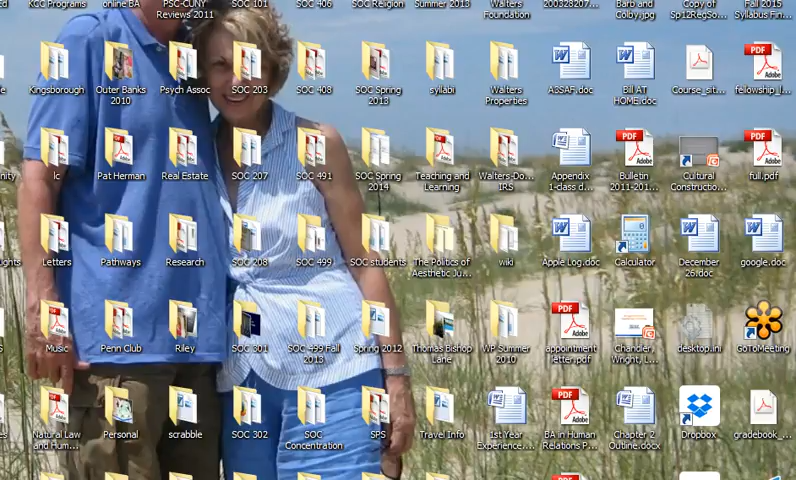 KCC Programs
online BA
PSC-CUNY
Reviews 2011
SOC 101
SOC 406
SOC Religion
Summer 2013
Walters
Foundation
200328207...
Barb and
Colby.jpg
Copy of
Sp12RegSo...
Fall 2015
Syllabus Fin...
Kingsborough
Outer Banks
2010
Psych Assoc
SOC 203
SOC 408
SOC Spring
2013
syllabi
Walters
Properties
A3SAF.doc
Bill AT
HOME.doc
Course_sit...
fellowship_l...
lc
Pat Herman
Real Estate
SOC 207
SOC 491
SOC Spring
2014
Teaching and
Learning
Walters-Do...
IRS
Appendix
1-class d...
Bulletin
2011-201...
Cultural
Constructio...
full.pdf
Letters
Pathways
Research
SOC 208
SOC 499
SOC students
The Politics of
Aesthetic Ju...
wiki
Apple Log.doc
Calculator
December
26.doc
google.doc
Music
Penn Club
Riley
SOC 301
SOC 499 Fall
2013
Spring 2012
Thomas Bishop
Lane
WP Summer
2010
appointment
letter.pdf
Chandler,
Wright, L...
desktop.ini
GoToMeeting
Natural Law
and Hum...
Personal
scrabble
SOC 302
SOC
Concentration
SPS
Travel Info
1st Year
Experience...
BA in Human
Relations P...
Chapter 2
Outline.docx
Dropbox
gradebook_...